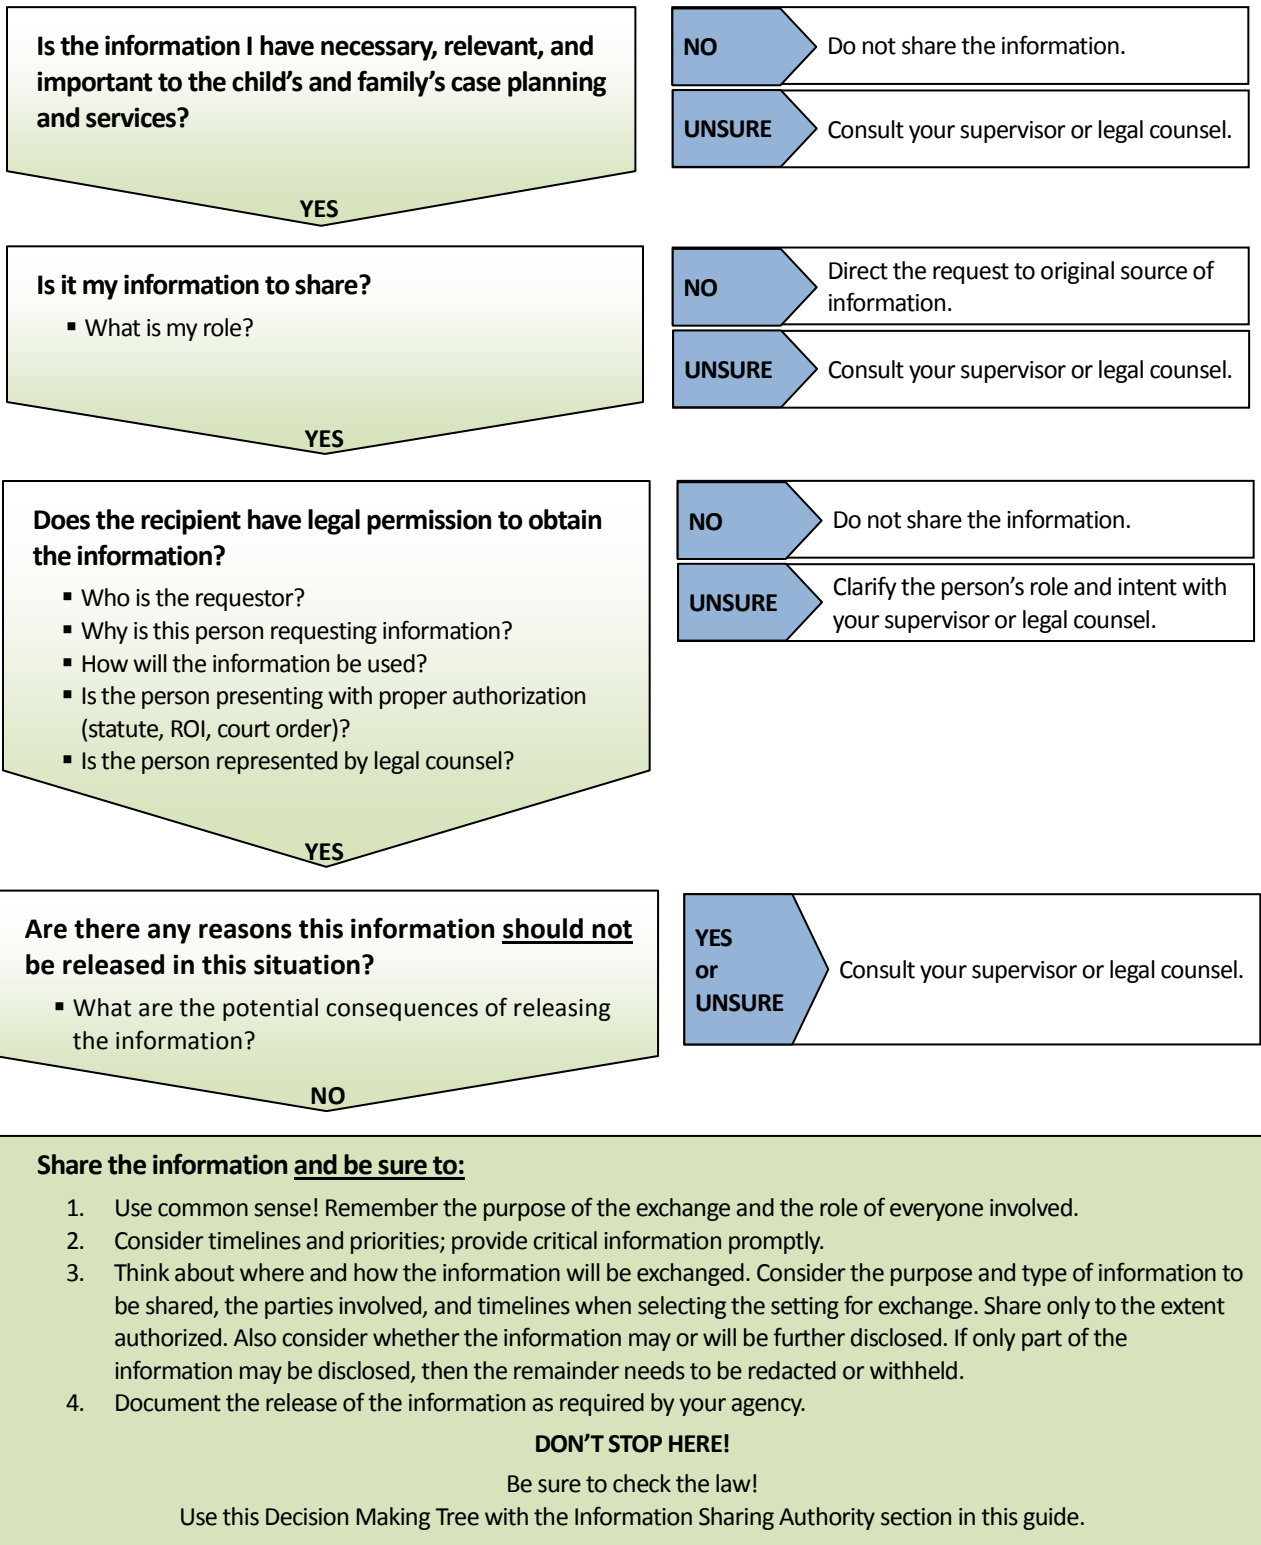 Is the information I have necessary, relevant, and
important to the child’s and family’s case planning
and services?
YES
NO
Do not share the information.
UNSURE
Consult your supervisor or legal counsel.
Is it my information to share?
▪ What is my role?
YES
NO
Direct the request to original source of
information.
UNSURE
Consult your supervisor or legal counsel.
Does the recipient have legal permission to obtain
the information?
▪ Who is the requestor?
▪ Why is this person requesting information?
▪ How will the information be used?
▪ Is the person presenting with proper authorization
(statute, ROI, court order)?
▪ Is the person represented by legal counsel?
YES
NO
Do not share the information.
UNSURE
Clarify the person’s role and intent with
your supervisor or legal counsel.
Are there any reasons this information should not
be released in this situation?
▪ What are the potential consequences of releasing
the information?
NO
YES
or
UNSURE
Consult your supervisor or legal counsel.
Share the information and be sure to:
1. Use common sense! Remember the purpose of the exchange and the role of everyone involved.
2. Consider timelines and priorities; provide critical information promptly.
3. Think about where and how the information will be exchanged. Consider the purpose and type of information to
be shared, the parties involved, and timelines when selecting the setting for exchange. Share only to the extent
authorized. Also consider whether the information may or will be further disclosed. If only part of the
information may be disclosed, then the remainder needs to be redacted or withheld.
4. Document the release of the information as required by your agency.
DON’T STOP HERE!
Be sure to check the law!
Use this Decision Making Tree with the Information Sharing Authority section in this guide.